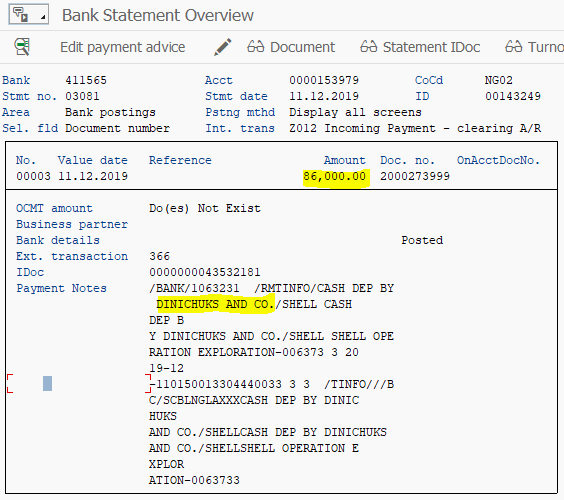 Bank Statement Overview
Edit payment advice Document Statement IDoc Turno
Bank 411565 Acct 0000153979 CoCd NG02
Stmt no. 03081 Stmt date 11.12.2019 ID 00143249
Area Bank postings Pstng mthd Display all screens
Sel. fld Document number Int. trans Z012 Incoming Payment - clearing A/R
No. Value date Reference Amount Doc. no. OnAcctDocNo.
00003 11.12.2019 86,000.00 2000273999
OCMT amount Do(es) Not Exist
Business partner
Bank details Posted
Ext. transaction 366
IDoc 0000000043532181
Payment Notes /BANK/1063231 /RMTINFO/CASH DEP BY
DINICHUKS AND CO./SHELL CASH
DEP B
Y DINICHUKS AND CO./SHELL SHELL OPE
RATION EXPLORATION-006373 3 20
19-12
-110150013304440033 3 3 /TINFO///B
C/SCBLNGLAXXXCASH DEP BY DINIC
HUKS
AND CO./SHELLCASH DEP BY DINICHUKS
AND CO./SHELLSHELL OPERATION E
XPLOR
ATION-0063733